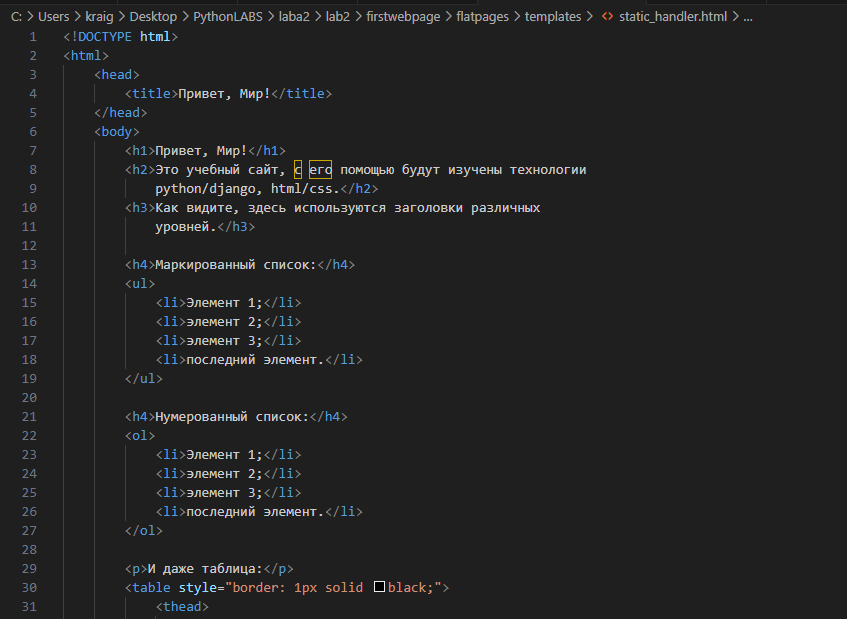 C: > Users > kraig > Desktop > PythonLABS > laba2 > lab2 > firstwebpage > flatpages > templates > <> static_handler.html > ...
1 <!DOCTYPE html>
2 <html>
3 <head>
4 <title>Привет, Мир!</title>
5 </head>
6 <body>
7 <h1>Привет, Мир!</h1>
8 <h2>Это учебный сайт, с его помощью будут изучены технологии
9 python/django, html/css.</h2>
10 <h3>Как видите, здесь используются заголовки различных
11 уровней.</h3>
12
13 <h4>Маркированный список:</h4>
14 <ul>
15 <li>Элемент 1;</li>
16 <li>элемент 2;</li>
17 <li>элемент 3;</li>
18 <li>последний элемент.</li>
19 </ul>
20
21 <h4>Нумерованный список:</h4>
22 <ol>
23 <li>Элемент 1;</li>
24 <li>элемент 2;</li>
25 <li>элемент 3;</li>
26 <li>последний элемент.</li>
27 </ol>
28
29 <p>И даже таблица:</p>
30 <table style="border: 1px solid black;">
31 <thead>